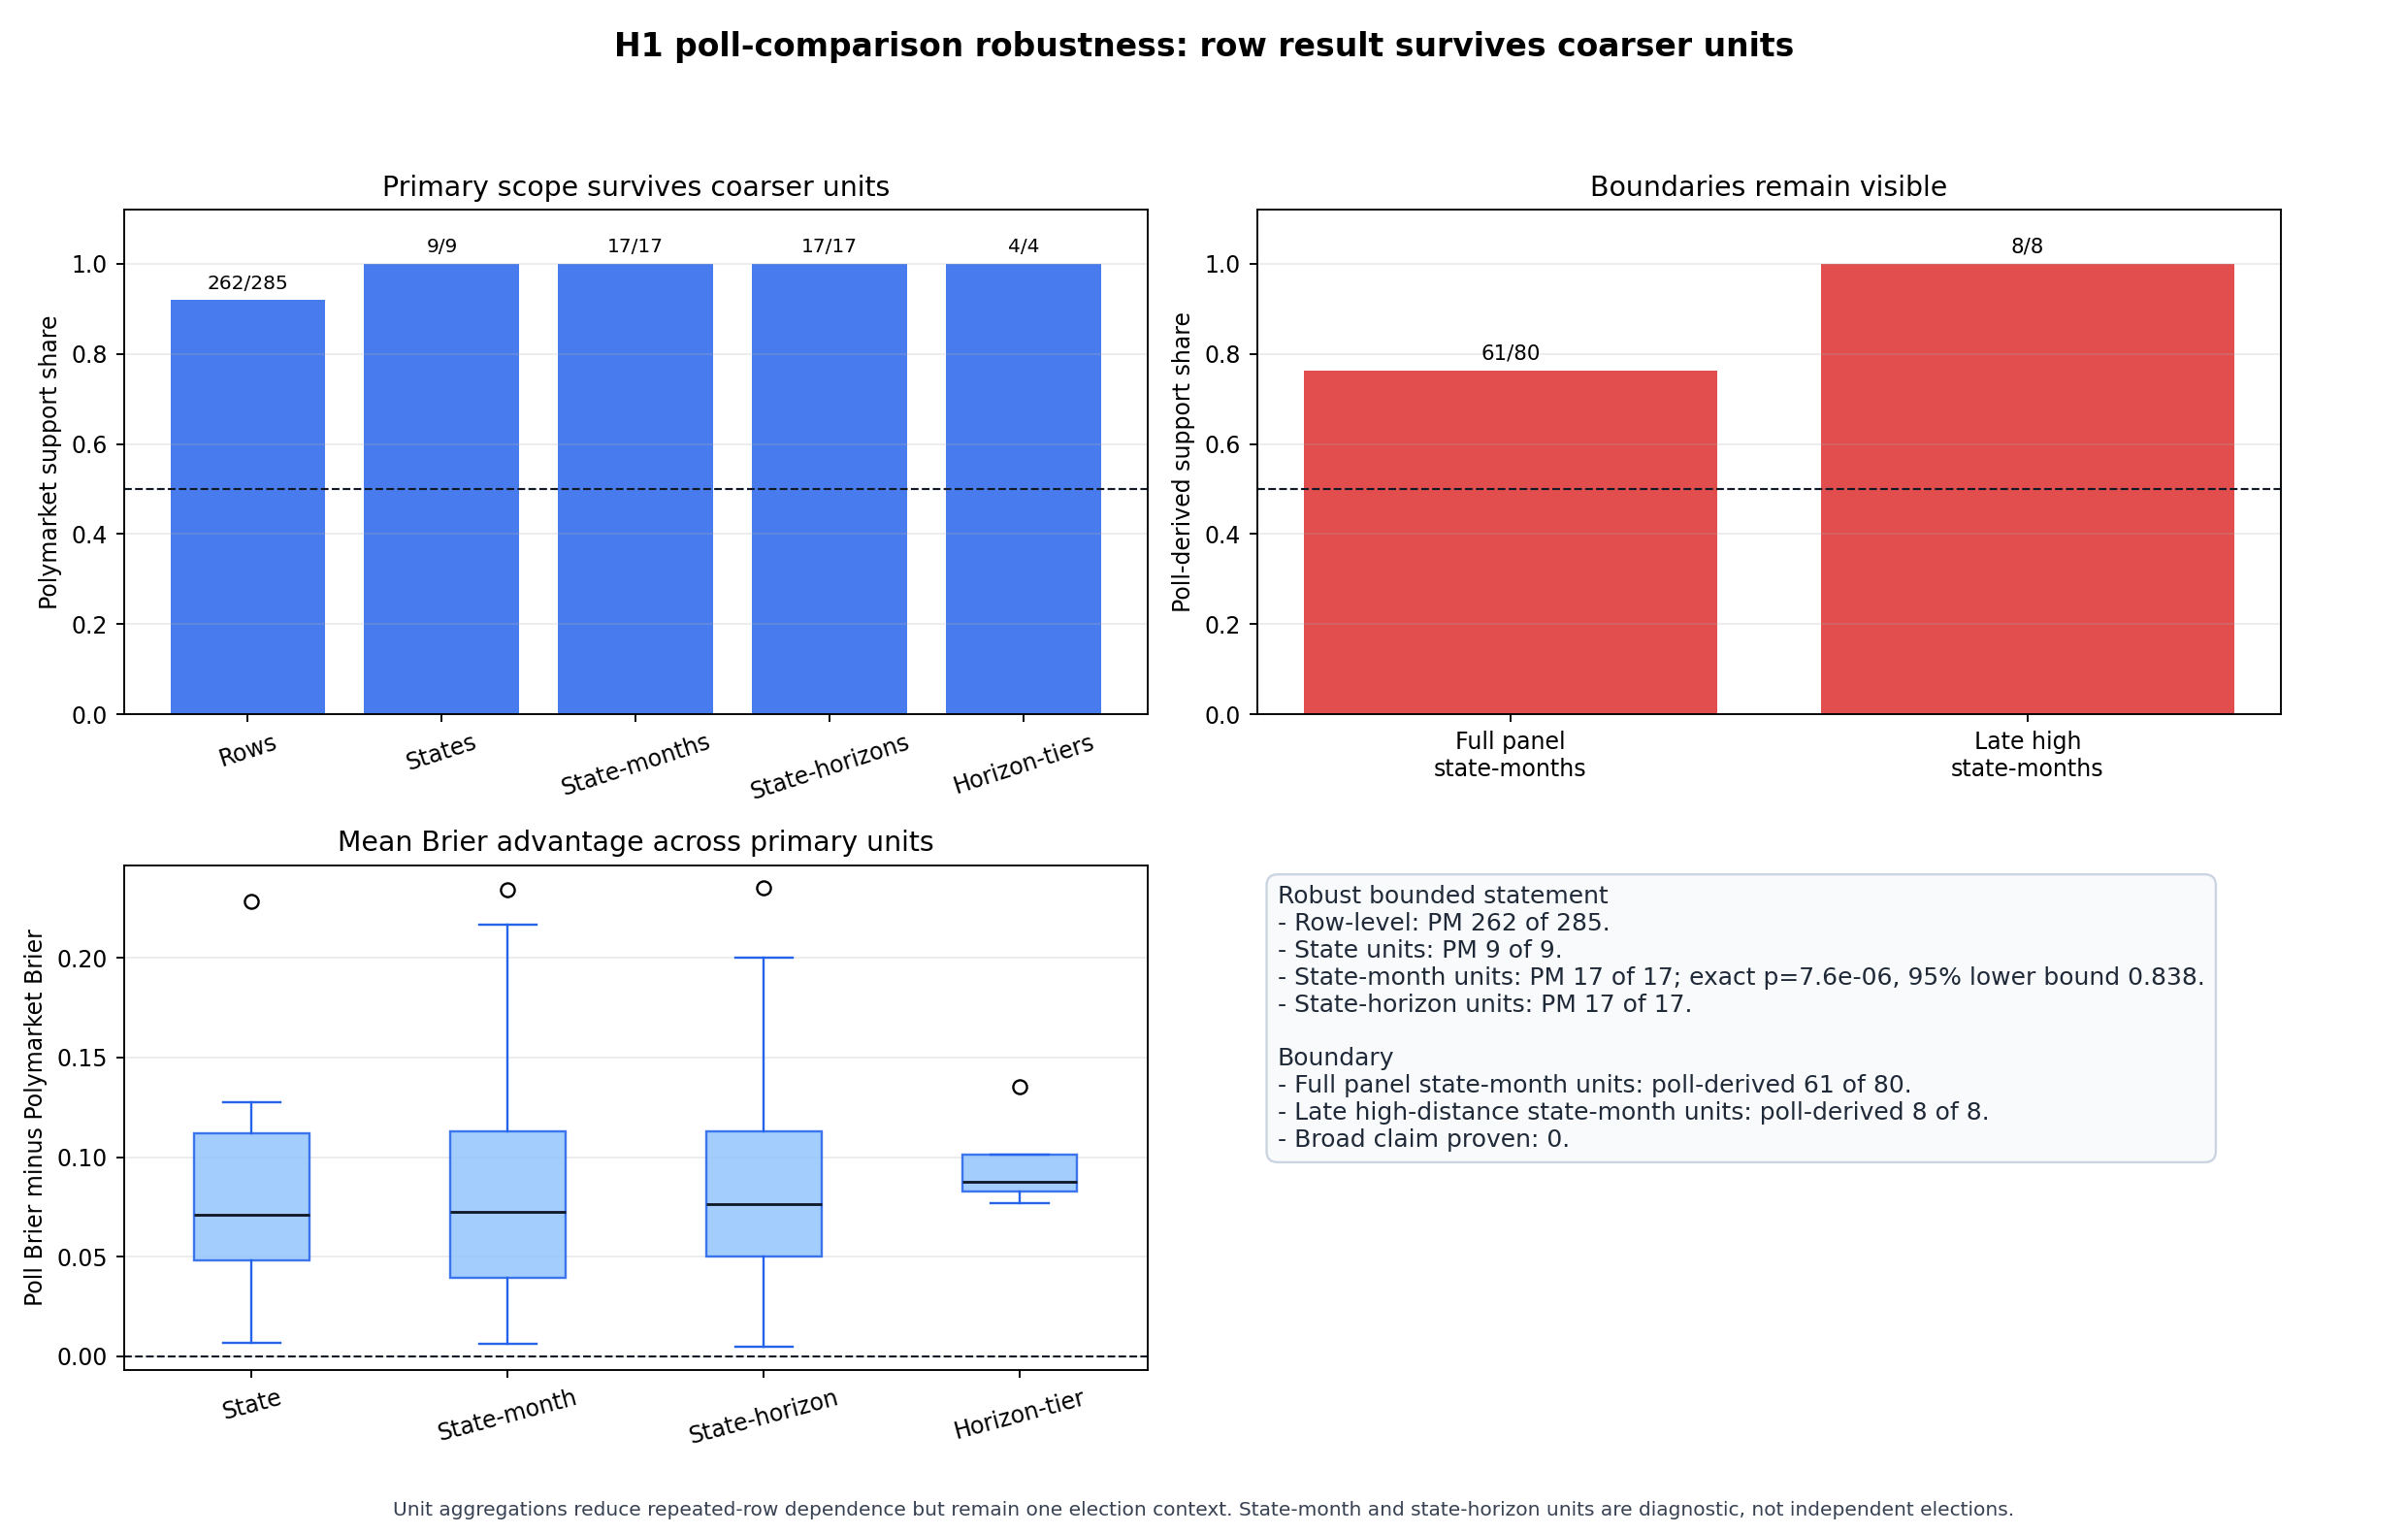 H1 poll-comparison robustness: row result survives coarser units
Primary scope survives coarser units
Polymarket support share
1.0
0.8
0.6
0.4
0.2
0.0
262/285
9/9
17/17
17/17
4/4
Rows
States
State-months
State-horizons
Horizon-tiers
Boundaries remain visible
Poll-derived support share
1.0
0.8
0.6
0.4
0.2
0.0
61/80
8/8
Full panel
state-months
Late high
state-months
Mean Brier advantage across primary units
Poll Brier minus Polymarket Brier
0.20
0.15
0.10
0.05
0.00
State
State-month
State-horizon
Horizon-tier
Robust bounded statement
- Row-level: PM 262 of 285.
- State units: PM 9 of 9.
- State-month units: PM 17 of 17; exact p=7.6e-06, 95% lower bound 0.838.
- State-horizon units: PM 17 of 17.
Boundary
- Full panel state-month units: poll-derived 61 of 80.
- Late high-distance state-month units: poll-derived 8 of 8.
- Broad claim proven: 0.
Unit aggregations reduce repeated-row dependence but remain one election context. State-month and state-horizon units are diagnostic, not independent elections.